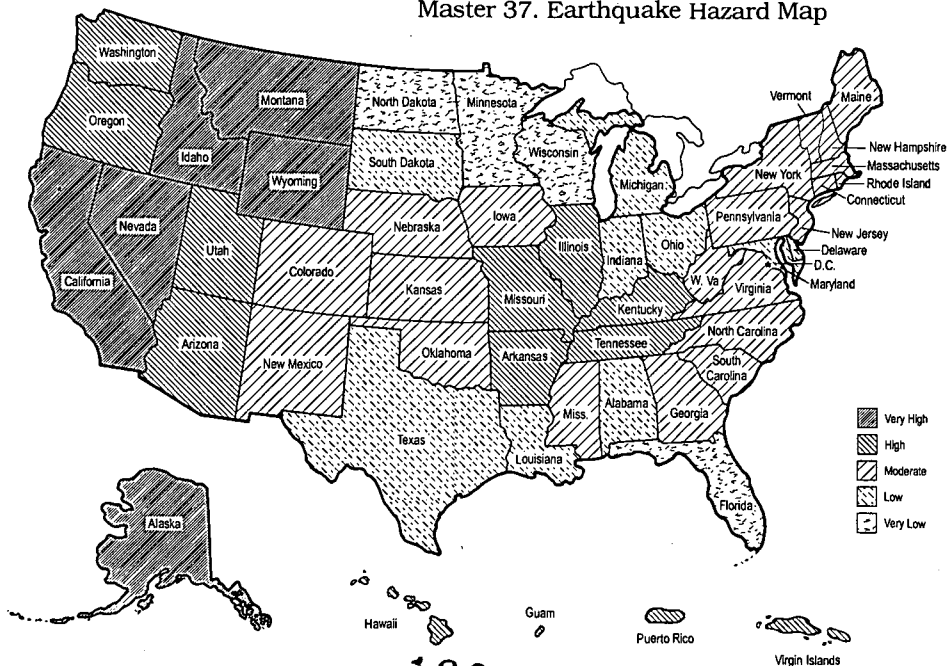 Master 37. Earthquake Hazard Map
Washington
Oregon
Montana
Idaho
Wyoming
North Dakota
Minnesota
South Dakota
Wisconsin
Michigan
Vermont
Maine
New Hampshire
Massachusetts
Rhode Island
Connecticut
New York
Pennsylvania
New Jersey
Delaware
D.C.
Maryland
Nevada
California
Utah
Colorado
Nebraska
Iowa
Illinois
Indiana
Ohio
W. Va
Virginia
Kansas
Missouri
Kentucky
Arizona
New Mexico
Oklahoma
Arkansas
Tennessee
North Carolina
South
Carolina
Texas
Louisiana
Miss.
Alabama
Georgia
Florida
Very High
High
Moderate
Low
Very Low
Alaska
Hawaii
Guam
Puerto Rico
Virgin Islands